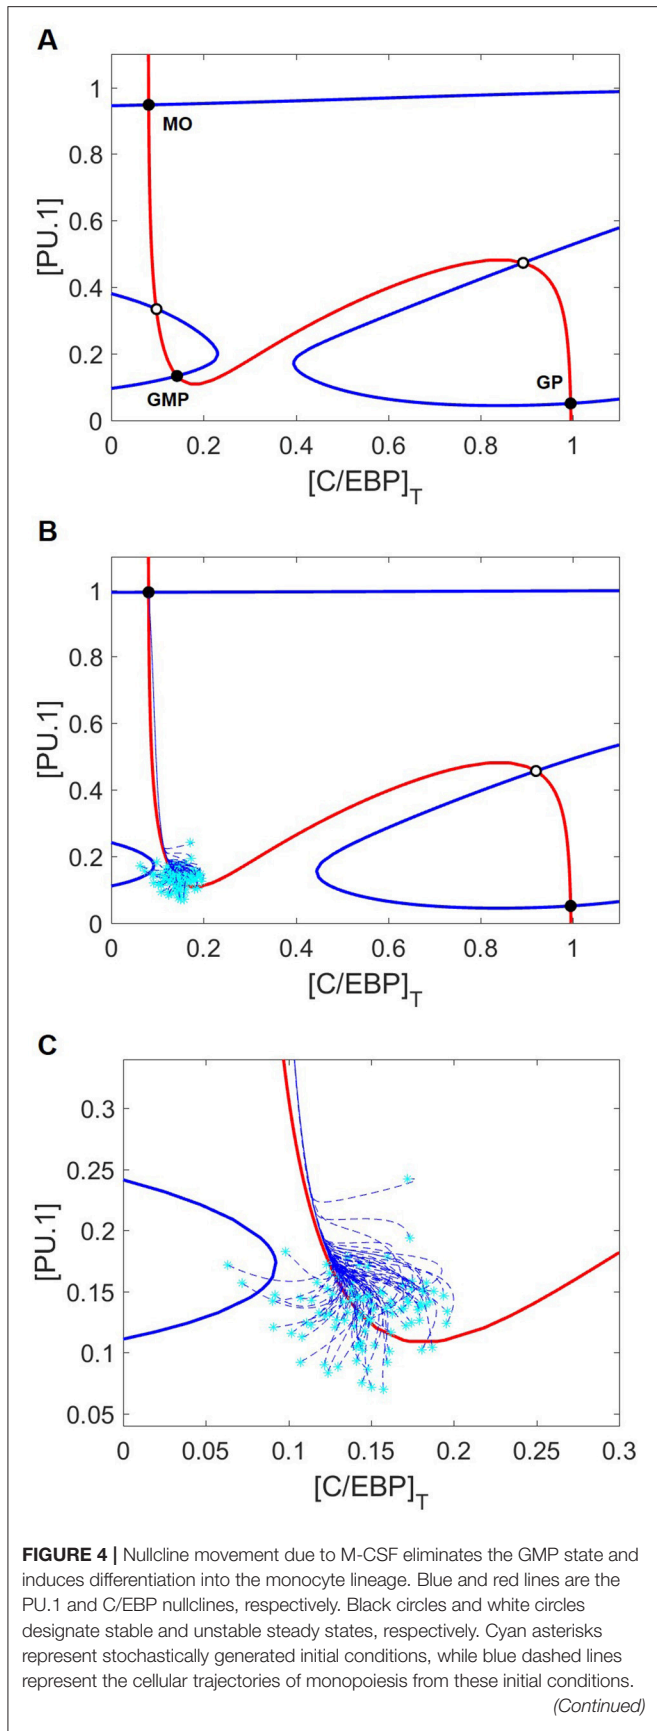 A
1
0.8
0.6
0.4
0.2
0
[PU.1]
MO
GMP
GP
0 0.2 0.4 0.6 0.8 1
[C/EBP]T
B
1
0.8
0.6
0.4
0.2
0
[PU.1]
0 0.2 0.4 0.6 0.8 1
[C/EBP]T
C
0.3
0.25
0.2
0.15
0.1
0.05
[PU.1]
0 0.05 0.1 0.15 0.2 0.25 0.3
[C/EBP]T
FIGURE 4 | Nullcline movement due to M-CSF eliminates the GMP state and
induces differentiation into the monocyte lineage. Blue and red lines are the
PU.1 and C/EBP nullclines, respectively. Black circles and white circles
designate stable and unstable steady states, respectively. Cyan asterisks
represent stochastically generated initial conditions, while blue dashed lines
represent the cellular trajectories of monopoiesis from these initial conditions.
(Continued)